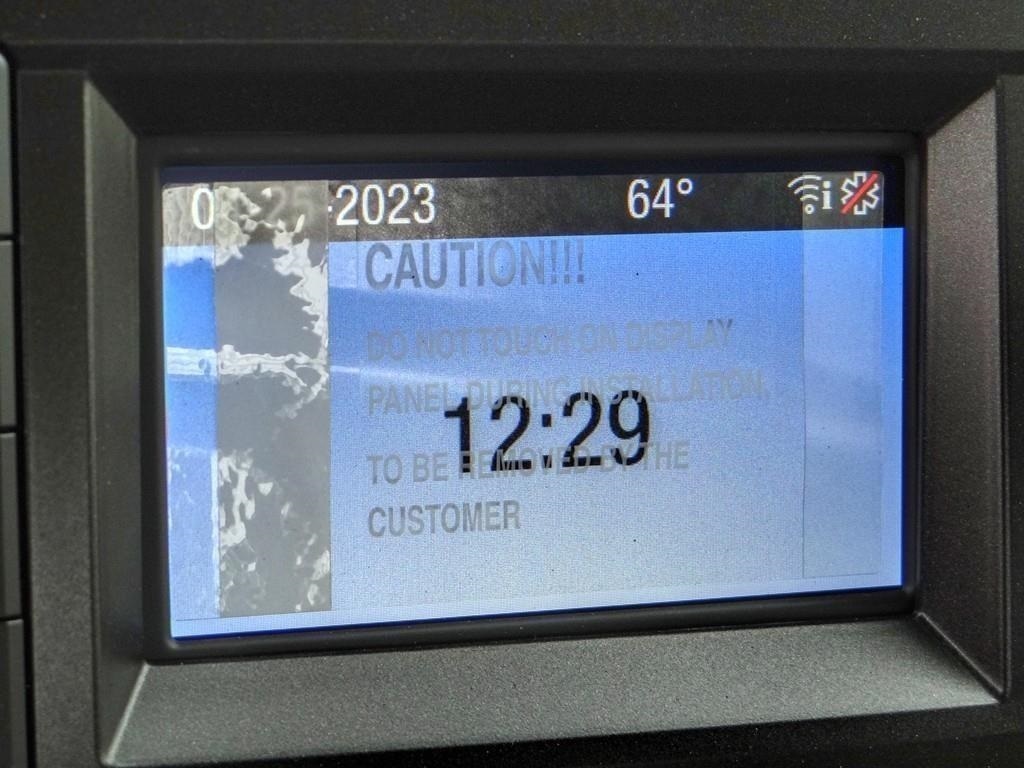 0 -2023 64° i
CAUTION!!!
DO NOT TOUCH ON DISPLAY
PANEL DURING INSTALLATION,
12:29
TO BE REMOVED BY THE
CUSTOMER